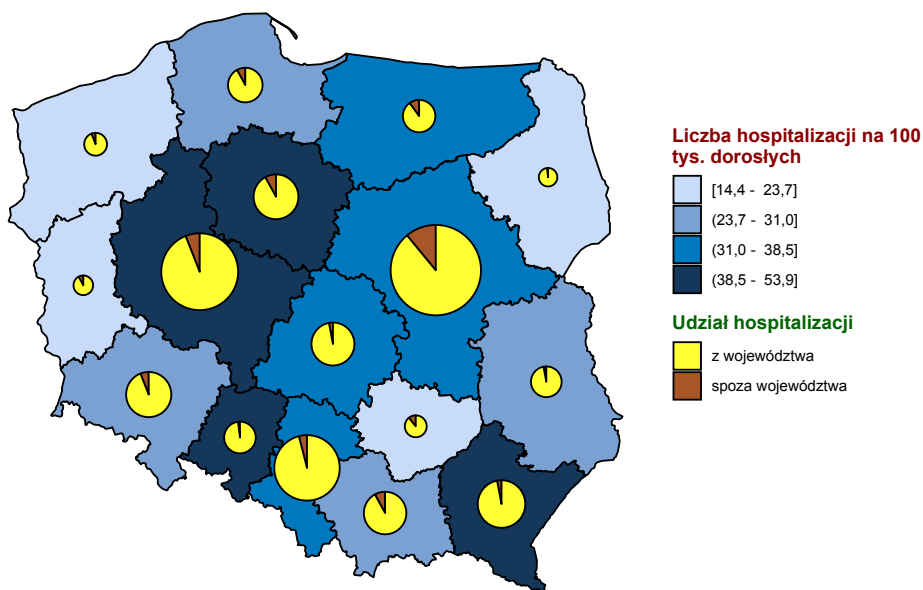 Liczba hospitalizacji na 100
tys. dorosłych
[14,4 - 23,7]
(23,7 - 31,0]
(31,0 - 38,5]
(38,5 - 53,9]
Udział hospitalizacji
z województwa
spoza województwa